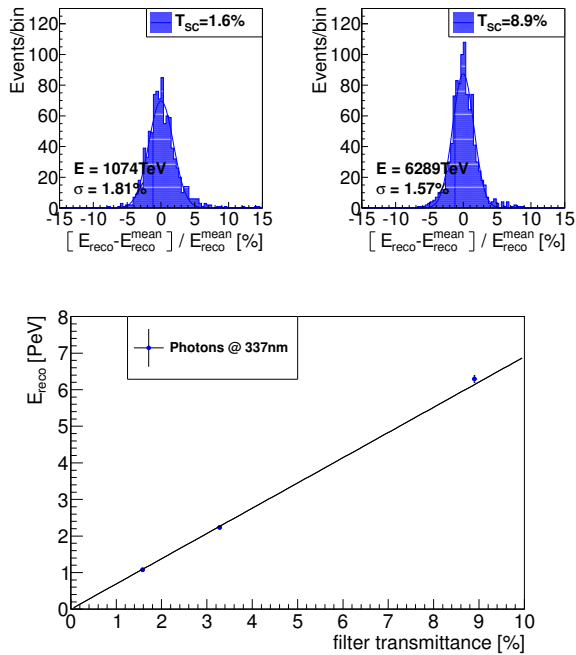 Events/bin
120
100
80
60
40
20
0
T_SC=1.6%
E = 1074TeV
σ = 1.81%
-15 -10 -5 0 5 10 15
[ E_reco-E_reco^mean ] / E_reco^mean [%]
Events/bin
120
100
80
60
40
20
0
T_SC=8.9%
E = 6289TeV
σ = 1.57%
-15 -10 -5 0 5 10 15
[ E_reco-E_reco^mean ] / E_reco^mean [%]
E_reco [PeV]
8
7
6
5
4
3
2
1
0
Photons @ 337nm
0 1 2 3 4 5 6 7 8 9 10
filter transmittance [%]